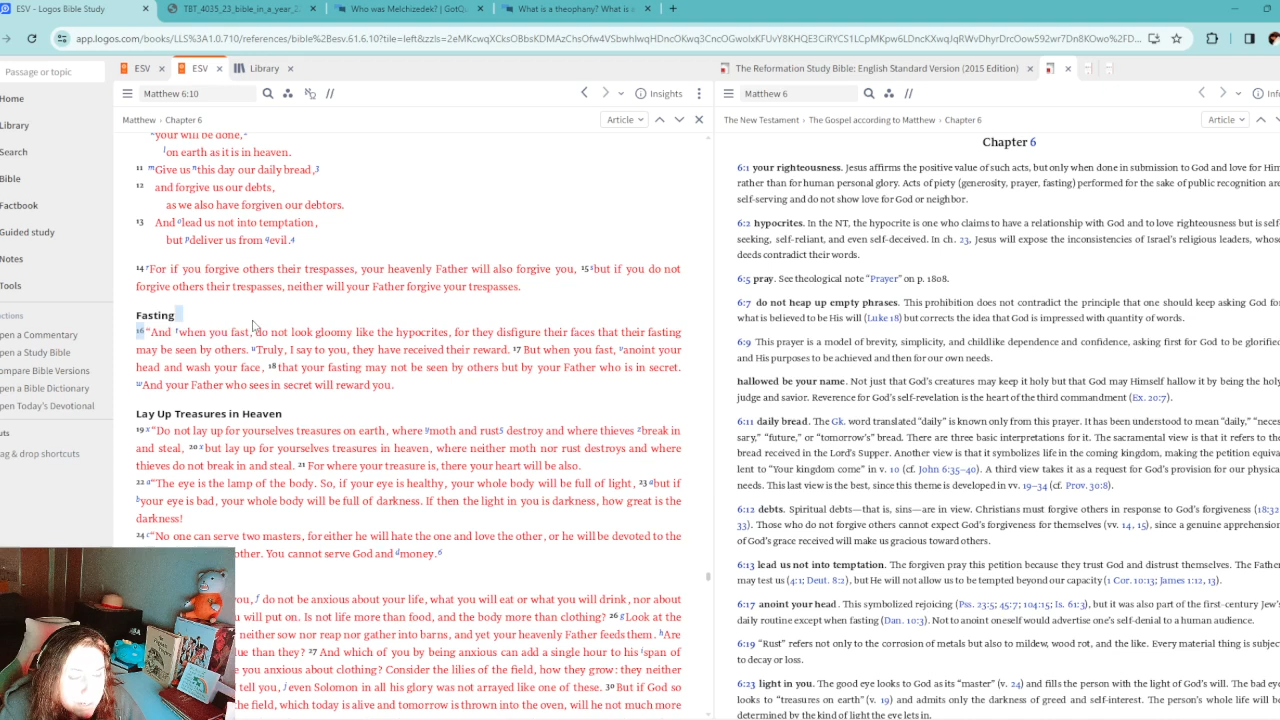 ESV – Logos Bible Study
TBT_4035_23_bible_in_a_year_2
Who was Melchizedek? | GotQ
What is a theophany? What is a
app.logos.com/books/LLS%3A1.0.710/references/bible%2Besv.61.6.10?tile=left&zzls=
Passage or topic
ESV
ESV
Library
The Reformation Study Bible: English Standard Version (2015 Edition)
Matthew 6:10
Insights
Matthew 6
Home
Matthew › Chapter 6
Article
The New Testament › The Gospel according to Matthew › Chapter 6
Article
Library
Search
Bible
Factbook
Guided study
Notes
Tools
pen a Commentary
pen a Study Bible
ompare Bible Versions
pen a Bible Dictionary
pen Today's Devotional
ag & drop shortcuts
your will be done,
l on earth as it is in heaven.
11 m Give us n this day our daily bread,3
12 and forgive us our debts,
as we also have forgiven our debtors.
13 And o lead us not into temptation,
but p deliver us from q evil.4
14 r For if you forgive others their trespasses, your heavenly Father will also forgive you, 15 s but if you do not
forgive others their trespasses, neither will your Father forgive your trespasses.
Fasting
16 “And t when you fast, do not look gloomy like the hypocrites, for they disfigure their faces that their fasting
may be seen by others. u Truly, I say to you, they have received their reward. 17 But when you fast, v anoint your
head and wash your face, 18 that your fasting may not be seen by others but by your Father who is in secret.
w And your Father who sees in secret will reward you.
Lay Up Treasures in Heaven
19 x “Do not lay up for yourselves treasures on earth, where y moth and rust5 destroy and where thieves z break in
and steal, 20 x but lay up for yourselves treasures in heaven, where neither moth nor rust destroys and where
thieves do not break in and steal. 21 For where your treasure is, there your heart will be also.
22 a “The eye is the lamp of the body. So, if your eye is healthy, your whole body will be full of light, 23 a but if
b your eye is bad, your whole body will be full of darkness. If then the light in you is darkness, how great is the
darkness!
24 c “No one can serve two masters, for either he will hate the one and love the other, or he will be devoted to the
other. You cannot serve God and d money.6
you, f do not be anxious about your life, what you will eat or what you will drink, nor about
u will put on. Is not life more than food, and the body more than clothing? 26 g Look at the
neither sow nor reap nor gather into barns, and yet your heavenly Father feeds them. h Are
ue than they? 27 And which of you by being anxious can add a single hour to his i span of
e you anxious about clothing? Consider the lilies of the field, how they grow: they neither
tell you, j even Solomon in all his glory was not arrayed like one of these. 30 But if God so
he field, which today is alive and tomorrow is thrown into the oven, will he not much more
Chapter 6
6:1 your righteousness. Jesus affirms the positive value of such acts, but only when done in submission to God and love for Him
rather than for human personal glory. Acts of piety (generosity, prayer, fasting) performed for the sake of public recognition are
self-serving and do not show love for God or neighbor.
6:2 hypocrites. In the NT, the hypocrite is one who claims to have a relationship with God and to love righteousness but is self-
seeking, self-reliant, and even self-deceived. In ch. 23, Jesus will expose the inconsistencies of Israel's religious leaders, whose
deeds contradict their words.
6:5 pray. See theological note “Prayer” on p. 1808.
6:7 do not heap up empty phrases. This prohibition does not contradict the principle that one should keep asking God for
what is believed to be His will (Luke 18) but corrects the idea that God is impressed with quantity of words.
6:9 This prayer is a model of brevity, simplicity, and childlike dependence and confidence, asking first for God to be glorified
and His purposes to be achieved and then for our own needs.
hallowed be your name. Not just that God's creatures may keep it holy but that God may Himself hallow it by being the holy
judge and savior. Reverence for God's self-revelation is the heart of the third commandment (Ex. 20:7).
6:11 daily bread. The Gk. word translated “daily” is known only from this prayer. It has been understood to mean “daily,” “neces
sary,” “future,” or “tomorrow's” bread. There are three basic interpretations for it. The sacramental view is that it refers to the
bread received in the Lord's Supper. Another view is that it symbolizes life in the coming kingdom, making the petition equiva
lent to “Your kingdom come” in v. 10 (cf. John 6:35–40). A third view takes it as a request for God's provision for our physica
needs. This last view is the best, since this theme is developed in vv. 19–34 (cf. Prov. 30:8).
6:12 debts. Spiritual debts—that is, sins—are in view. Christians must forgive others in response to God's forgiveness (18:32
33). Those who do not forgive others cannot expect God's forgiveness for themselves (vv. 14, 15), since a genuine apprehension
of God's grace received will make us gracious toward others.
6:13 lead us not into temptation. The forgiven pray this petition because they trust God and distrust themselves. The Father
may test us (4:1; Deut. 8:2), but He will not allow us to be tempted beyond our capacity (1 Cor. 10:13; James 1:12, 13).
6:17 anoint your head. This symbolized rejoicing (Pss. 23:5; 45:7; 104:15; Is. 61:3), but it was also part of the first-century Jew's
daily routine except when fasting (Dan. 10:3). Not to anoint oneself would advertise one's self-denial to a human audience.
6:19 “Rust” refers not only to the corrosion of metals but also to mildew, wood rot, and the like. Every material thing is subject
to decay or loss.
6:23 light in you. The good eye looks to God as its “master” (v. 24) and fills the person with the light of God's will. The bad eye
looks to “treasures on earth” (v. 19) and admits only the darkness of greed and self-interest. The person's whole life will be
determined by the kind of light the eye lets in.